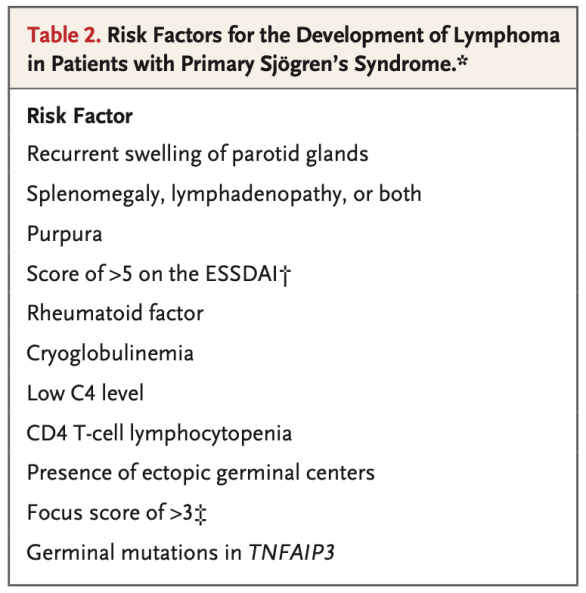 Table 2. Risk Factors for the Development of Lymphoma
in Patients with Primary Sjögren's Syndrome.*
Risk Factor
Recurrent swelling of parotid glands
Splenomegaly, lymphadenopathy, or both
Purpura
Score of >5 on the ESSDAI†
Rheumatoid factor
Cryoglobulinemia
Low C4 level
CD4 T-cell lymphocytopenia
Presence of ectopic germinal centers
Focus score of >3‡
Germinal mutations in TNFAIP3